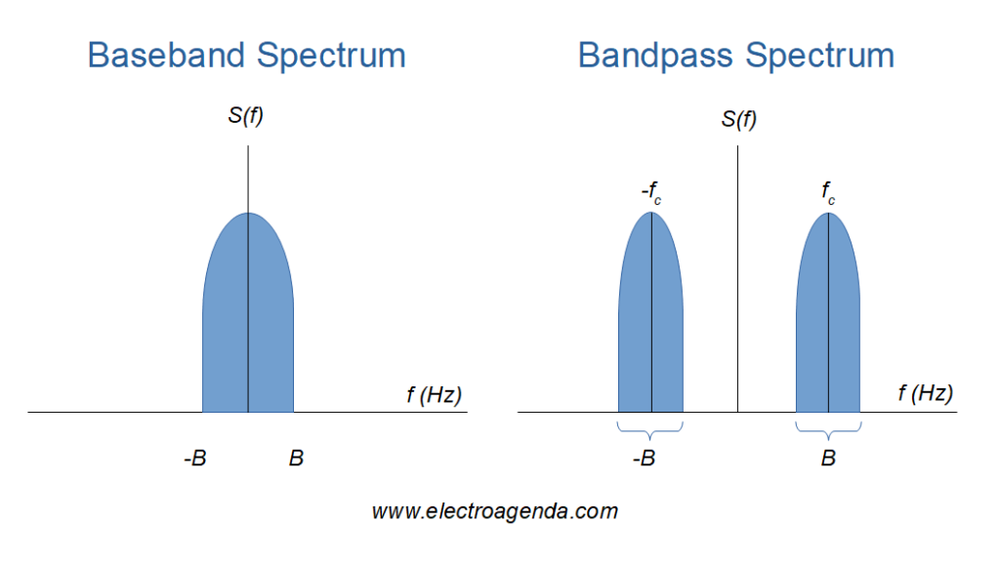 Baseband Spectrum
Bandpass Spectrum
S(f)
S(f)
-fc
fc
f (Hz)
f (Hz)
-B
B
-B
B
www.electroagenda.com